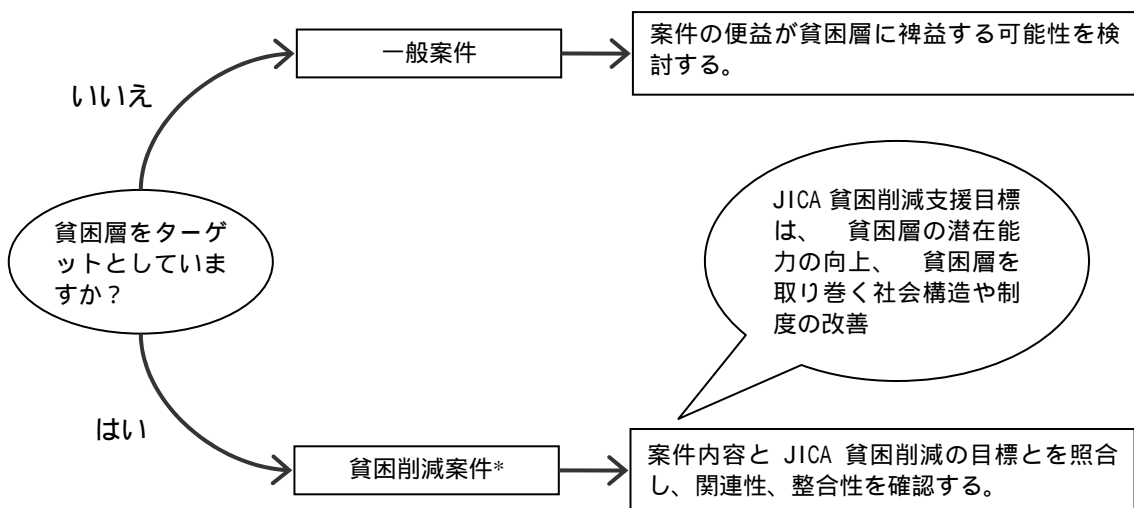 一般案件
案件の便益が貧困層に裨益する可能性を検
討する。
いいえ
貧困層をターゲ
ットとしていま
すか？
JICA 貧困削減支援目標
は、　貧困層の潜在能
力の向上、　貧困層を
取り巻く社会構造や制
度の改善
はい
貧困削減案件*
案件内容と JICA 貧困削減の目標とを照合
し、関連性、整合性を確認する。